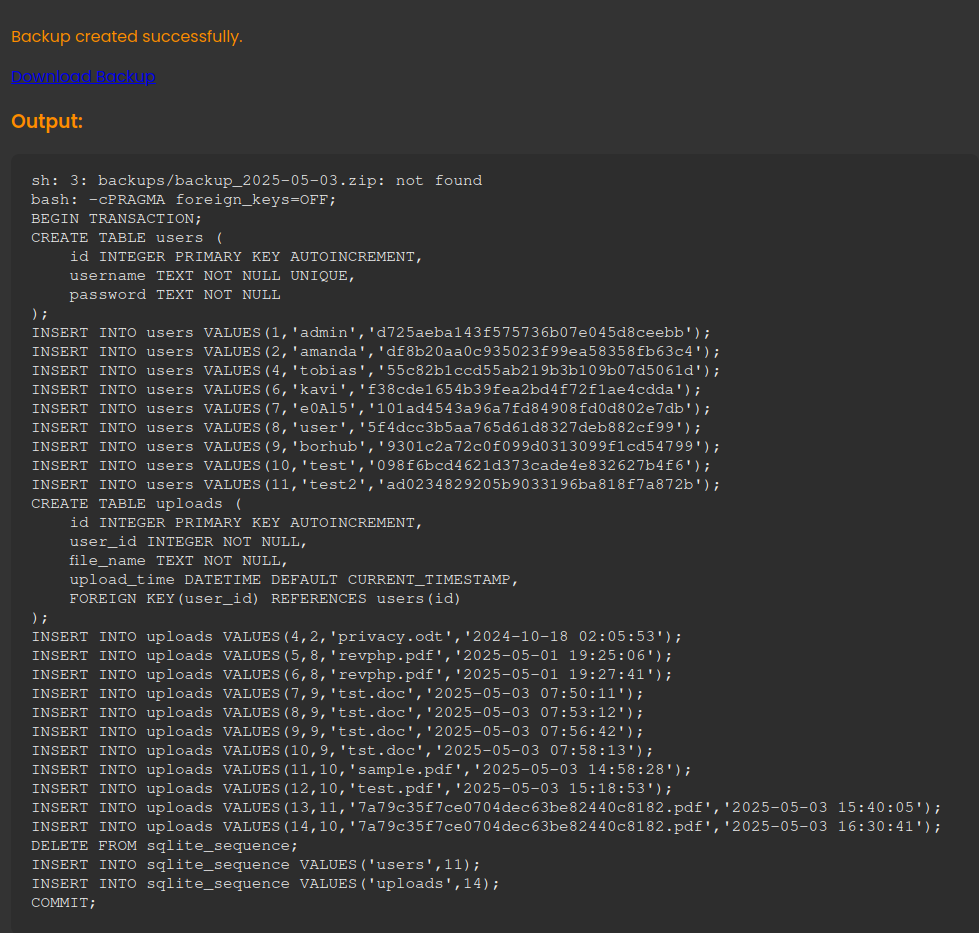 Backup created successfully.
Download Backup
Output:
sh: 3: backups/backup_2025-05-03.zip: not found
bash: -cPRAGMA foreign_keys=OFF;
BEGIN TRANSACTION;
CREATE TABLE users (
    id INTEGER PRIMARY KEY AUTOINCREMENT,
    username TEXT NOT NULL UNIQUE,
    password TEXT NOT NULL
);
INSERT INTO users VALUES(1,'admin','d725aeba143f575736b07e045d8ceebb');
INSERT INTO users VALUES(2,'amanda','df8b20aa0c935023f99ea58358fb63c4');
INSERT INTO users VALUES(4,'tobias','55c82b1ccd55ab219b3b109b07d5061d');
INSERT INTO users VALUES(6,'kavi','f38cde1654b39fea2bd4f72f1ae4cdda');
INSERT INTO users VALUES(7,'e0Al5','101ad4543a96a7fd84908fd0d802e7db');
INSERT INTO users VALUES(8,'user','5f4dcc3b5aa765d61d8327deb882cf99');
INSERT INTO users VALUES(9,'borhub','9301c2a72c0f099d0313099f1cd54799');
INSERT INTO users VALUES(10,'test','098f6bcd4621d373cade4e832627b4f6');
INSERT INTO users VALUES(11,'test2','ad0234829205b9033196ba818f7a872b');
CREATE TABLE uploads (
    id INTEGER PRIMARY KEY AUTOINCREMENT,
    user_id INTEGER NOT NULL,
    file_name TEXT NOT NULL,
    upload_time DATETIME DEFAULT CURRENT_TIMESTAMP,
    FOREIGN KEY(user_id) REFERENCES users(id)
);
INSERT INTO uploads VALUES(4,2,'privacy.odt','2024-10-18 02:05:53');
INSERT INTO uploads VALUES(5,8,'revphp.pdf','2025-05-01 19:25:06');
INSERT INTO uploads VALUES(6,8,'revphp.pdf','2025-05-01 19:27:41');
INSERT INTO uploads VALUES(7,9,'tst.doc','2025-05-03 07:50:11');
INSERT INTO uploads VALUES(8,9,'tst.doc','2025-05-03 07:53:12');
INSERT INTO uploads VALUES(9,9,'tst.doc','2025-05-03 07:56:42');
INSERT INTO uploads VALUES(10,9,'tst.doc','2025-05-03 07:58:13');
INSERT INTO uploads VALUES(11,10,'sample.pdf','2025-05-03 14:58:28');
INSERT INTO uploads VALUES(12,10,'test.pdf','2025-05-03 15:18:53');
INSERT INTO uploads VALUES(13,11,'7a79c35f7ce0704dec63be82440c8182.pdf','2025-05-03 15:40:05');
INSERT INTO uploads VALUES(14,10,'7a79c35f7ce0704dec63be82440c8182.pdf','2025-05-03 16:30:41');
DELETE FROM sqlite_sequence;
INSERT INTO sqlite_sequence VALUES('users',11);
INSERT INTO sqlite_sequence VALUES('uploads',14);
COMMIT;